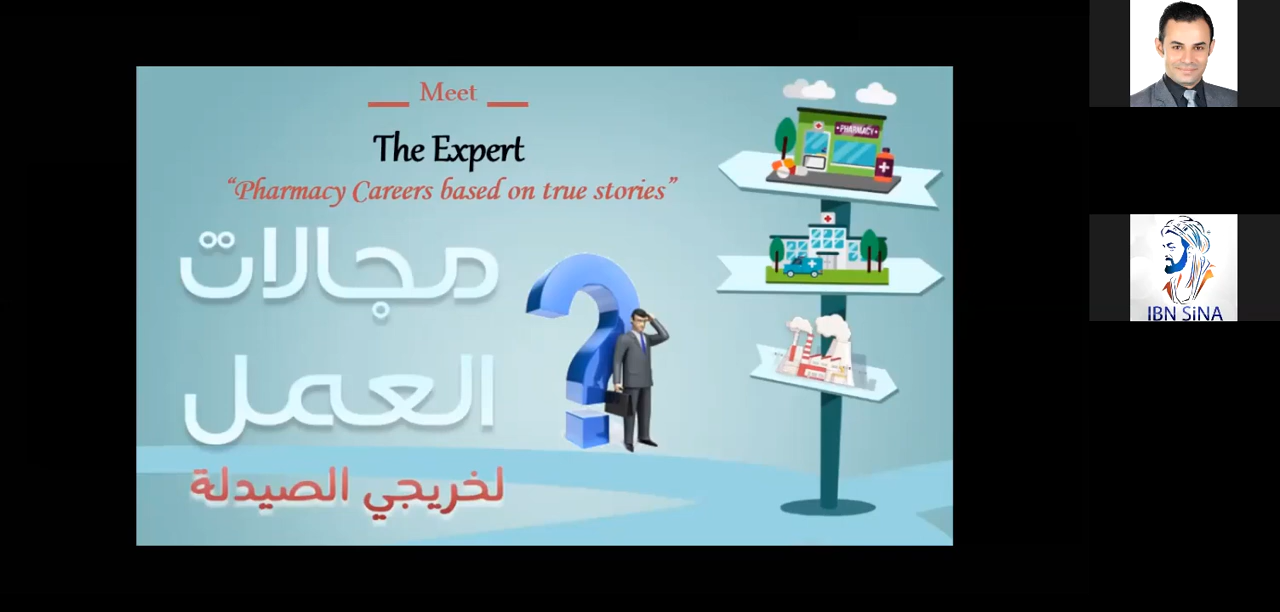 Meet
The Expert
“Pharmacy Careers based on true stories”
مجالات
العمل
لخريجي الصيدلة
PHARMACY
IBN SiNA